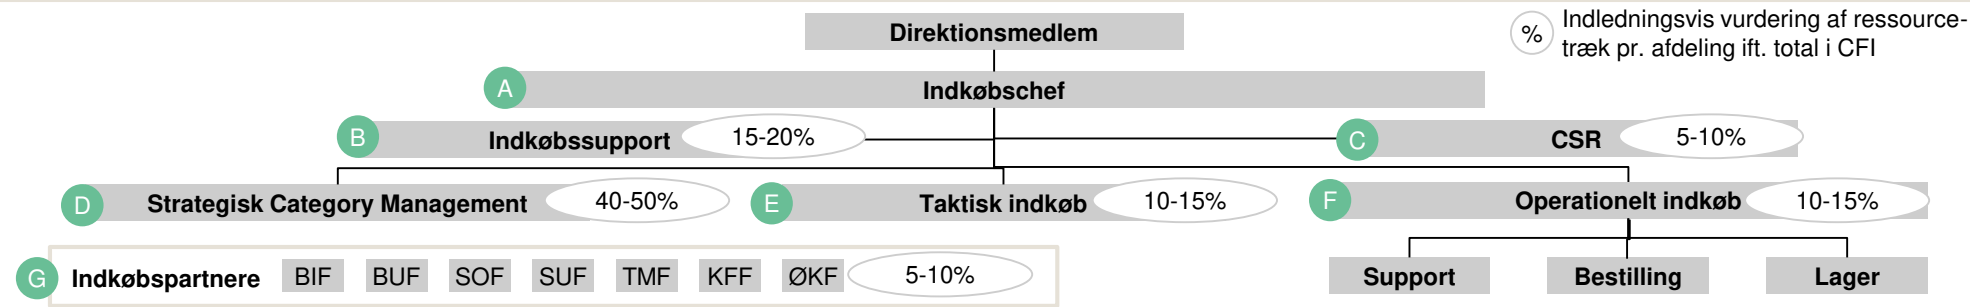 Direktionsmedlem
% Indledningsvis vurdering af ressource-
træk pr. afdeling ift. total i CFI
A Indkøbschef
B Indkøbssupport 15-20%
C CSR 5-10%
D Strategisk Category Management 40-50%
E Taktisk indkøb 10-15%
F Operationelt indkøb 10-15%
G Indkøbspartnere BIF BUF SOF SUF TMF KFF ØKF 5-10%
Support Bestilling Lager